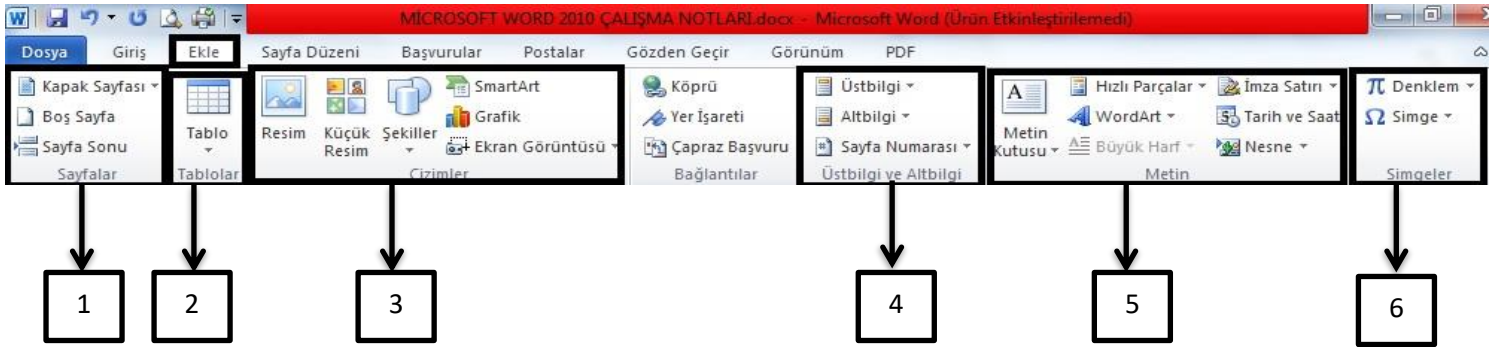 MİCROSOFT WORD 2010 ÇALIŞMA NOTLARI.docx - Microsoft Word (Ürün Etkinleştirilemedi)
Dosya Giriş Ekle Sayfa Düzeni Başvurular Postalar Gözden Geçir Görünüm PDF
Kapak Sayfası
Boş Sayfa
Sayfa Sonu
Sayfalar
Tablo
Tablolar
Resim
Küçük
Resim
Şekiller
SmartArt
Grafik
Ekran Görüntüsü
Çizimler
Köprü
Yer İşareti
Çapraz Başvuru
Bağlantılar
Üstbilgi
Altbilgi
Sayfa Numarası
Üstbilgi ve Altbilgi
Metin
Kutusu
Hızlı Parçalar
WordArt
Büyük Harf
İmza Satırı
Tarih ve Saat
Nesne
Metin
π Denklem
Ω Simge
Simgeler
1 2 3 4 5 6